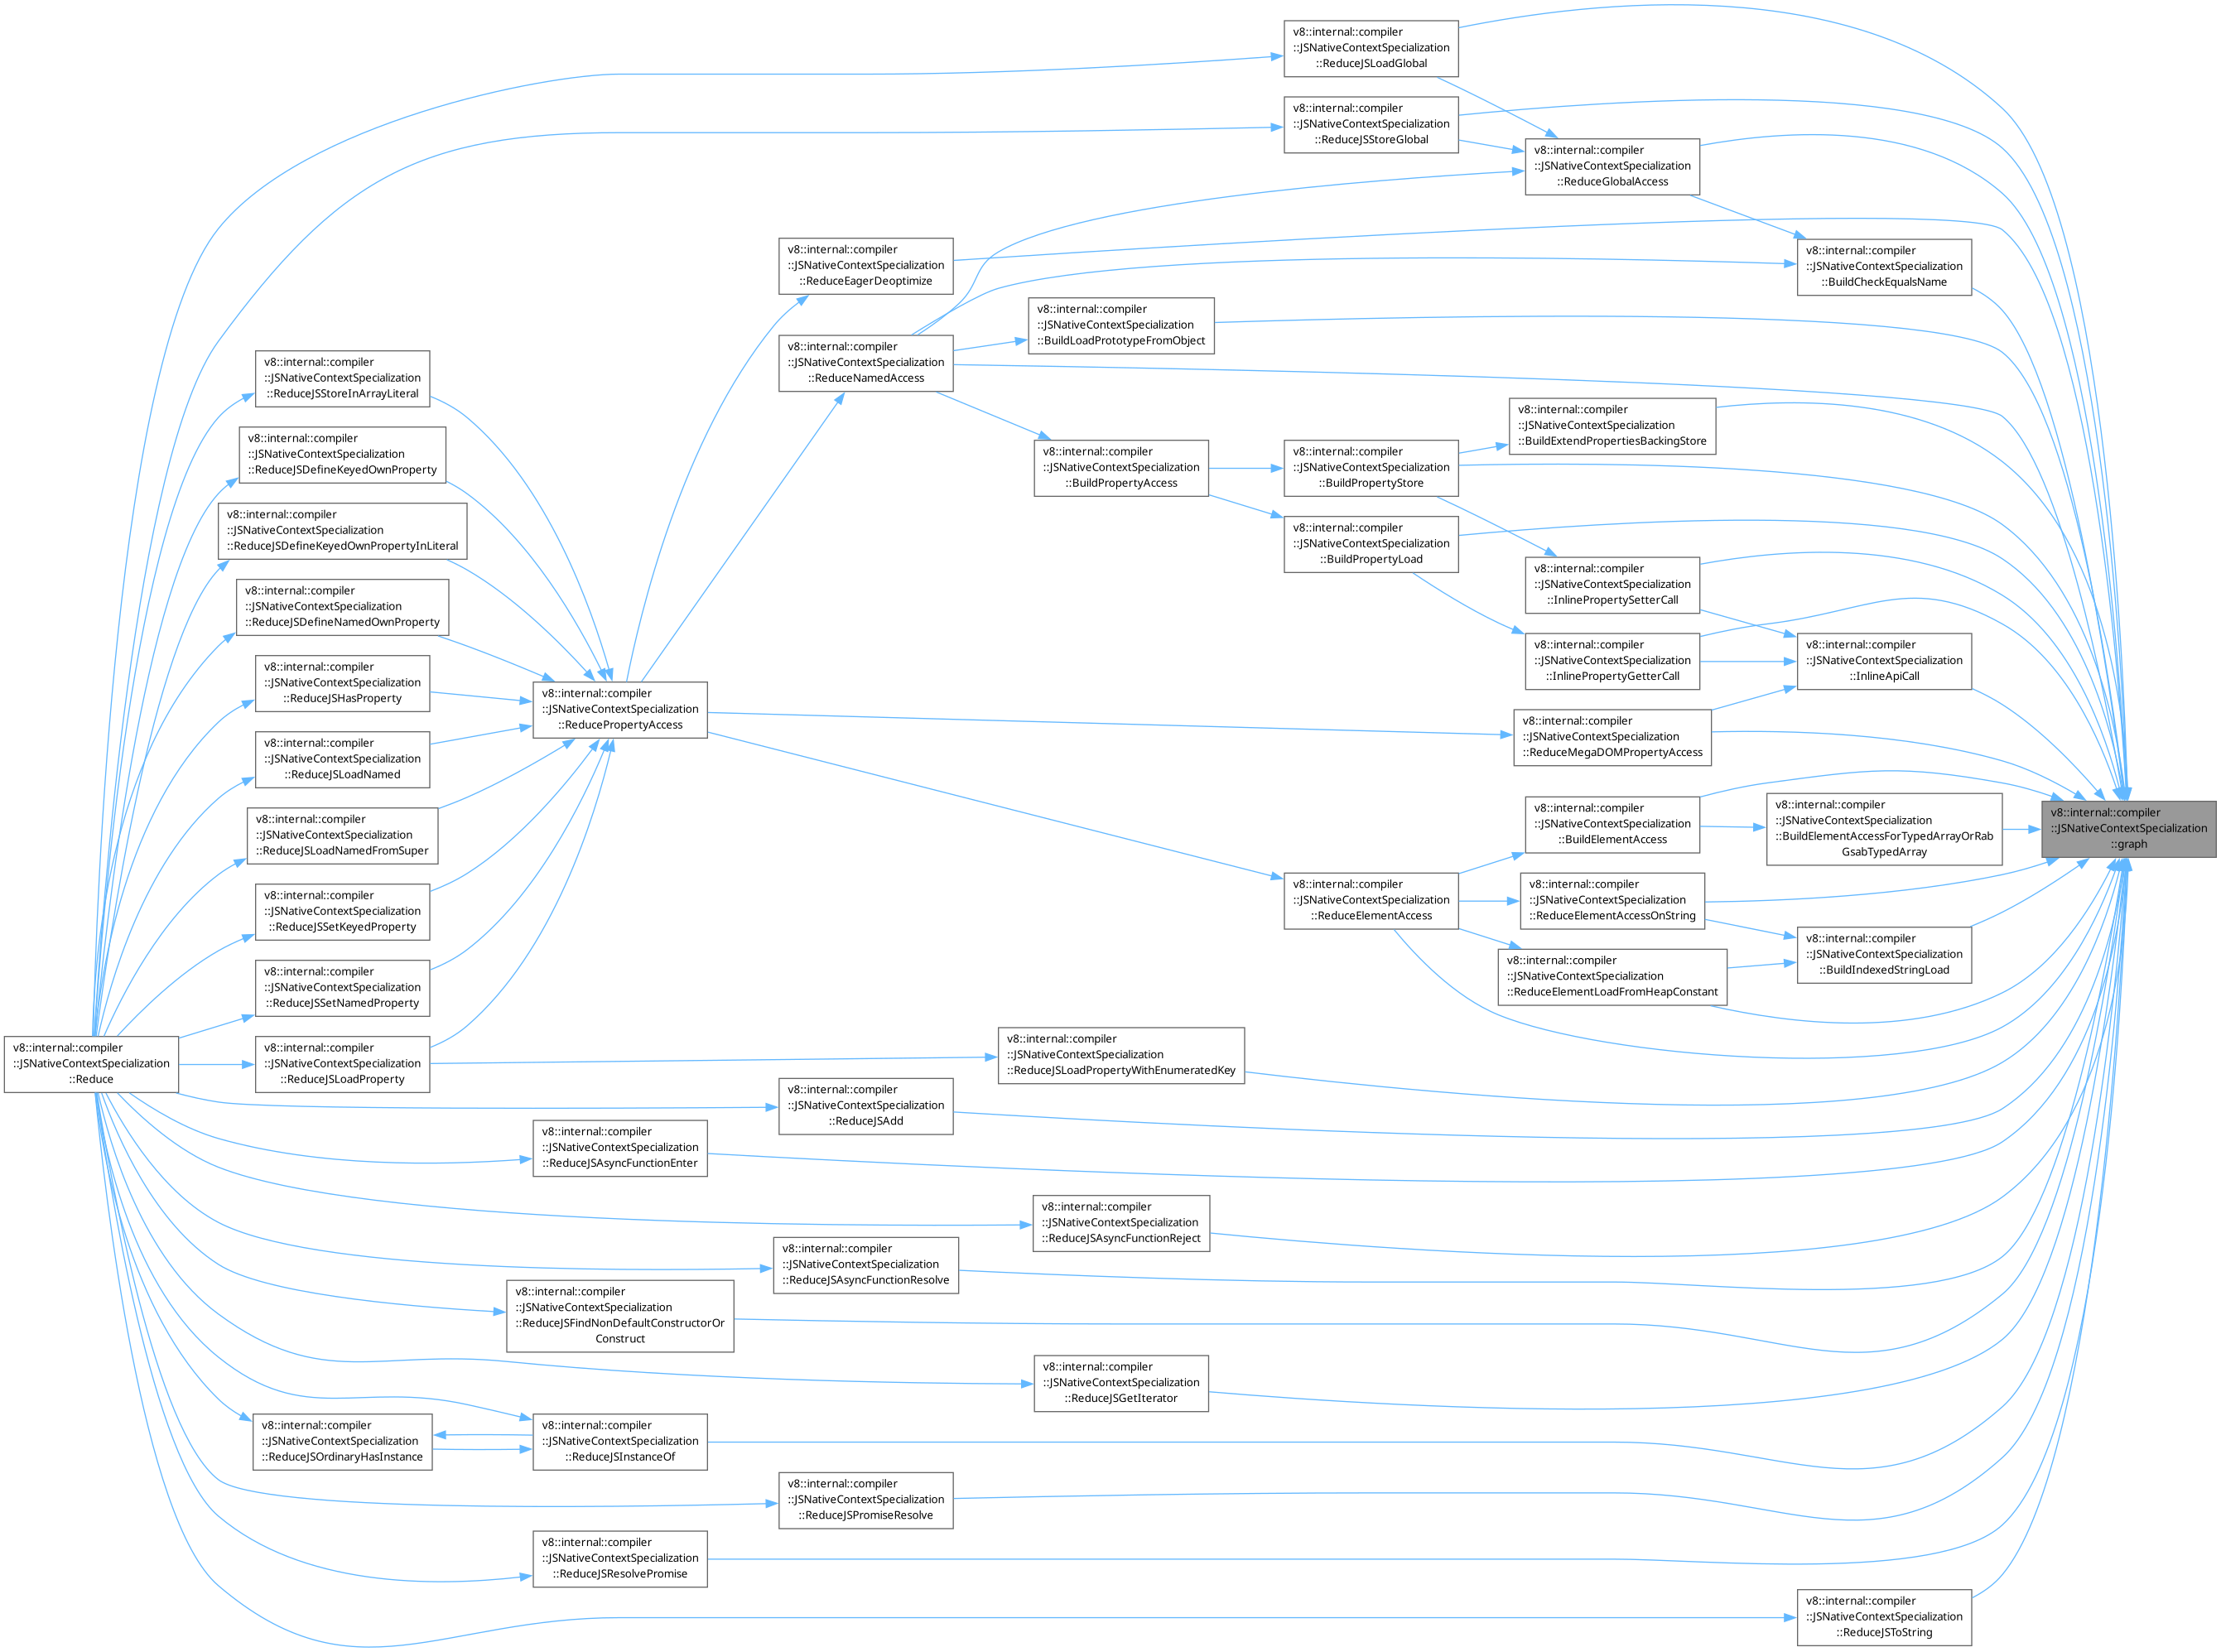 v8::internal::compiler
::JSNativeContextSpecialization
::ReduceJSLoadGlobal
v8::internal::compiler
::JSNativeContextSpecialization
::ReduceJSStoreGlobal
v8::internal::compiler
::JSNativeContextSpecialization
::ReduceGlobalAccess
v8::internal::compiler
::JSNativeContextSpecialization
::ReduceEagerDeoptimize
v8::internal::compiler
::JSNativeContextSpecialization
::BuildCheckEqualsName
v8::internal::compiler
::JSNativeContextSpecialization
::BuildLoadPrototypeFromObject
v8::internal::compiler
::JSNativeContextSpecialization
::ReduceNamedAccess
v8::internal::compiler
::JSNativeContextSpecialization
::ReduceJSStoreInArrayLiteral
v8::internal::compiler
::JSNativeContextSpecialization
::BuildExtendPropertiesBackingStore
v8::internal::compiler
::JSNativeContextSpecialization
::ReduceJSDefineKeyedOwnProperty
v8::internal::compiler
::JSNativeContextSpecialization
::BuildPropertyAccess
v8::internal::compiler
::JSNativeContextSpecialization
::BuildPropertyStore
v8::internal::compiler
::JSNativeContextSpecialization
::ReduceJSDefineKeyedOwnPropertyInLiteral
v8::internal::compiler
::JSNativeContextSpecialization
::BuildPropertyLoad
v8::internal::compiler
::JSNativeContextSpecialization
::InlinePropertySetterCall
v8::internal::compiler
::JSNativeContextSpecialization
::ReduceJSDefineNamedOwnProperty
v8::internal::compiler
::JSNativeContextSpecialization
::InlinePropertyGetterCall
v8::internal::compiler
::JSNativeContextSpecialization
::InlineApiCall
v8::internal::compiler
::JSNativeContextSpecialization
::ReduceJSHasProperty
v8::internal::compiler
::JSNativeContextSpecialization
::ReducePropertyAccess
v8::internal::compiler
::JSNativeContextSpecialization
::ReduceMegaDOMPropertyAccess
v8::internal::compiler
::JSNativeContextSpecialization
::ReduceJSLoadNamed
v8::internal::compiler
::JSNativeContextSpecialization
::BuildElementAccess
v8::internal::compiler
::JSNativeContextSpecialization
::BuildElementAccessForTypedArrayOrRab
GsabTypedArray
v8::internal::compiler
::JSNativeContextSpecialization
::graph
v8::internal::compiler
::JSNativeContextSpecialization
::ReduceJSLoadNamedFromSuper
v8::internal::compiler
::JSNativeContextSpecialization
::ReduceElementAccess
v8::internal::compiler
::JSNativeContextSpecialization
::ReduceElementAccessOnString
v8::internal::compiler
::JSNativeContextSpecialization
::ReduceJSSetKeyedProperty
v8::internal::compiler
::JSNativeContextSpecialization
::BuildIndexedStringLoad
v8::internal::compiler
::JSNativeContextSpecialization
::ReduceElementLoadFromHeapConstant
v8::internal::compiler
::JSNativeContextSpecialization
::ReduceJSSetNamedProperty
v8::internal::compiler
::JSNativeContextSpecialization
::ReduceJSLoadPropertyWithEnumeratedKey
v8::internal::compiler
::JSNativeContextSpecialization
::Reduce
v8::internal::compiler
::JSNativeContextSpecialization
::ReduceJSLoadProperty
v8::internal::compiler
::JSNativeContextSpecialization
::ReduceJSAdd
v8::internal::compiler
::JSNativeContextSpecialization
::ReduceJSAsyncFunctionEnter
v8::internal::compiler
::JSNativeContextSpecialization
::ReduceJSAsyncFunctionReject
v8::internal::compiler
::JSNativeContextSpecialization
::ReduceJSAsyncFunctionResolve
v8::internal::compiler
::JSNativeContextSpecialization
::ReduceJSFindNonDefaultConstructorOr
Construct
v8::internal::compiler
::JSNativeContextSpecialization
::ReduceJSGetIterator
v8::internal::compiler
::JSNativeContextSpecialization
::ReduceJSOrdinaryHasInstance
v8::internal::compiler
::JSNativeContextSpecialization
::ReduceJSInstanceOf
v8::internal::compiler
::JSNativeContextSpecialization
::ReduceJSPromiseResolve
v8::internal::compiler
::JSNativeContextSpecialization
::ReduceJSResolvePromise
v8::internal::compiler
::JSNativeContextSpecialization
::ReduceJSToString